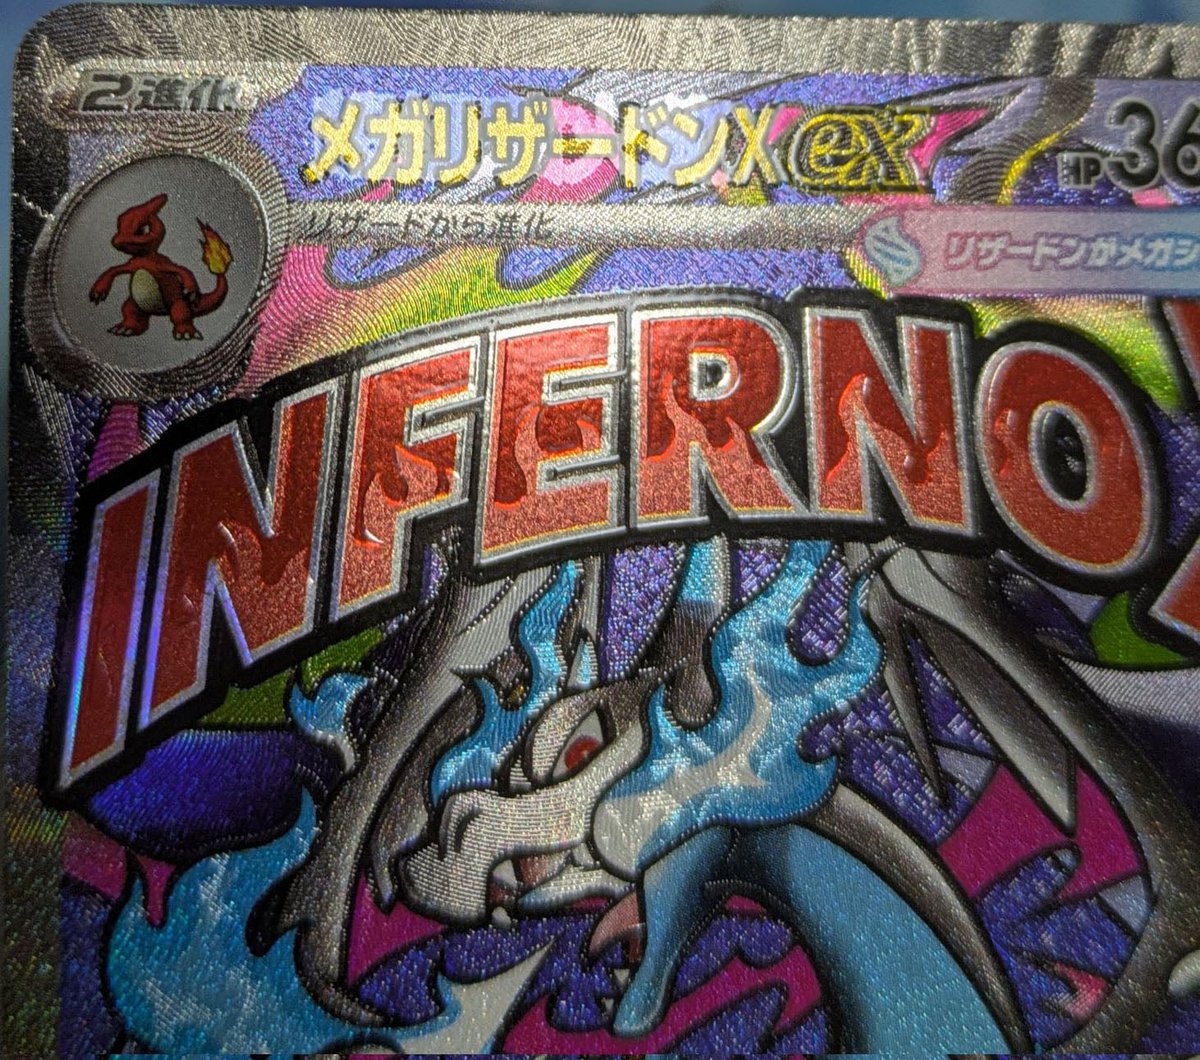 2進化
メガリザードンXex
HP36
リザードから進化
リザードンがメガシ
INFERNO X